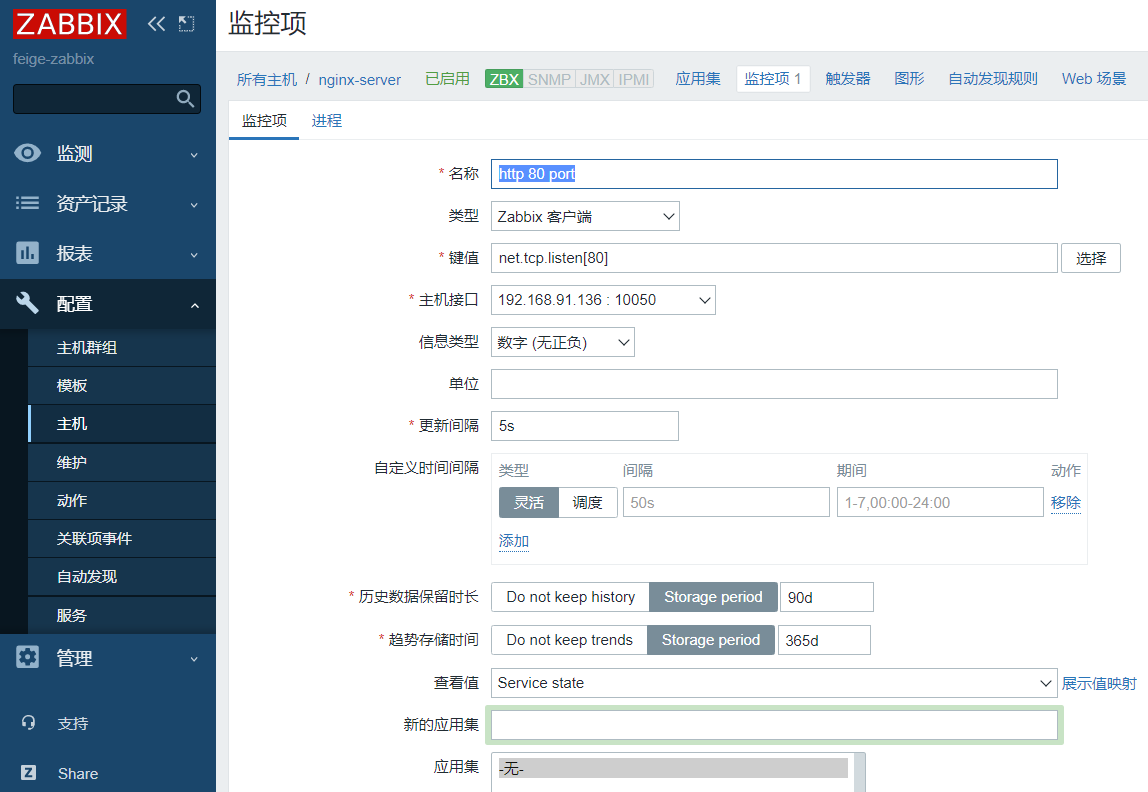 ZABBIX
feige-zabbix
监测
资产记录
报表
配置
主机群组
模板
主机
维护
动作
关联项事件
自动发现
服务
管理
支持
Z Share
监控项
所有主机 / nginx-server 已启用 ZBX SNMP JMX IPMI 应用集 监控项 1 触发器 图形 自动发现规则 Web 场景
监控项 进程
* 名称 http 80 port
类型 Zabbix 客户端
* 键值 net.tcp.listen[80] 选择
* 主机接口 192.168.91.136 : 10050
信息类型 数字 (无正负)
单位
* 更新间隔 5s
自定义时间间隔 类型 间隔 期间 动作
灵活 调度 50s 1-7,00:00-24:00 移除
添加
* 历史数据保留时长 Do not keep history Storage period 90d
* 趋势存储时间 Do not keep trends Storage period 365d
查看值 Service state 展示值映射
新的应用集
应用集 -无-